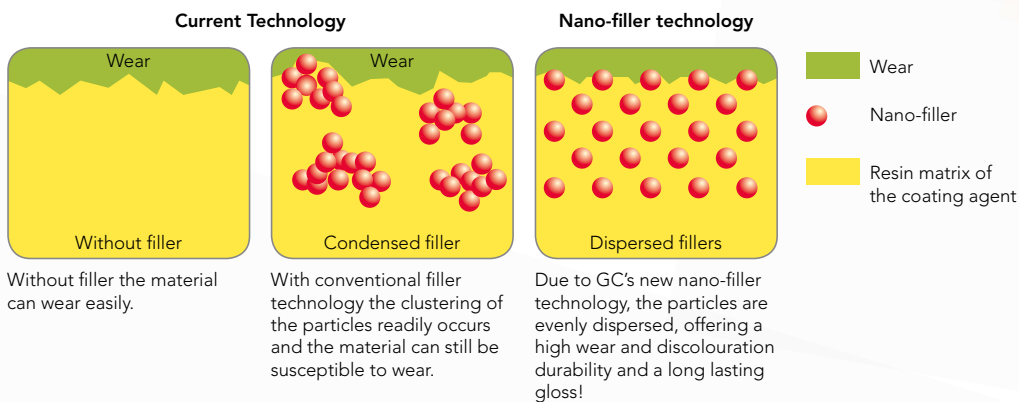 Current Technology
Nano-filler technology
Wear
Without filler
Without filler the material
can wear easily.
Wear
Condensed filler
With conventional filler
technology the clustering of
the particles readily occurs
and the material can still be
susceptible to wear.
Dispersed fillers
Due to GC's new nano-filler
technology, the particles are
evenly dispersed, offering a
high wear and discolouration
durability and a long lasting
gloss!
Wear
Nano-filler
Resin matrix of
the coating agent